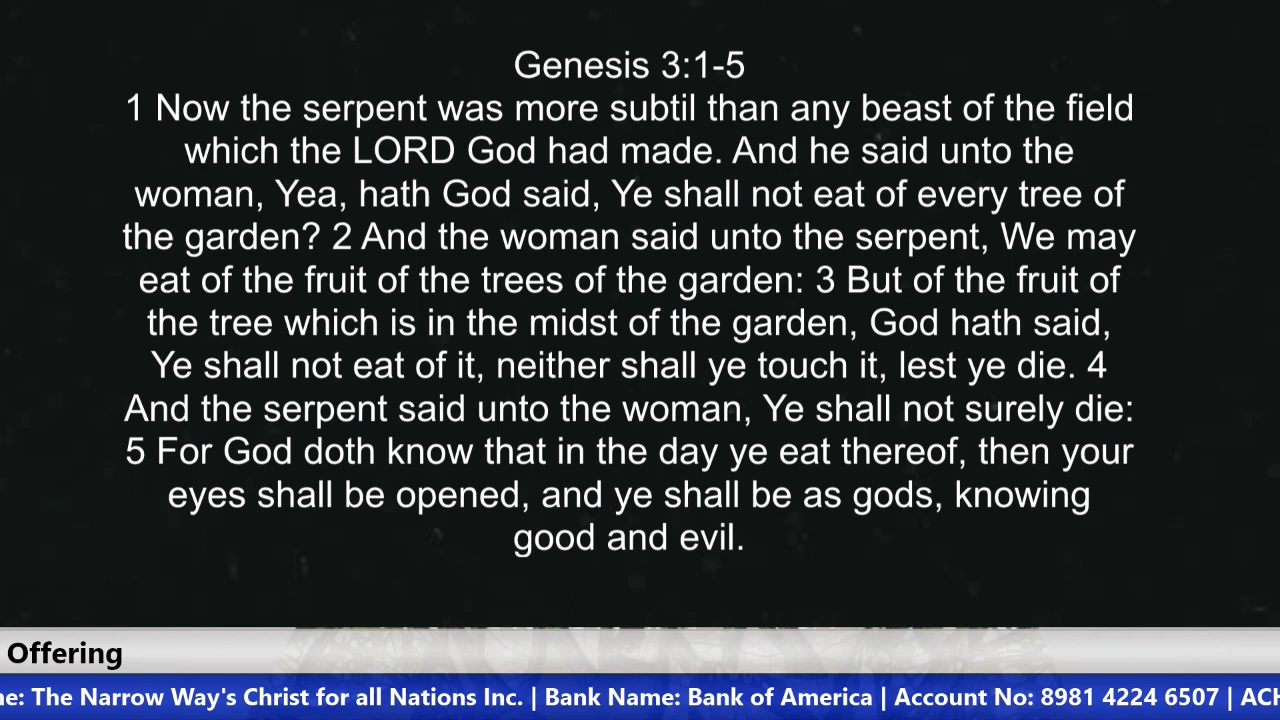 Genesis 3:1-5
1 Now the serpent was more subtil than any beast of the field
which the LORD God had made. And he said unto the
woman, Yea, hath God said, Ye shall not eat of every tree of
the garden? 2 And the woman said unto the serpent, We may
eat of the fruit of the trees of the garden: 3 But of the fruit of
the tree which is in the midst of the garden, God hath said,
Ye shall not eat of it, neither shall ye touch it, lest ye die. 4
And the serpent said unto the woman, Ye shall not surely die:
5 For God doth know that in the day ye eat thereof, then your
eyes shall be opened, and ye shall be as gods, knowing
good and evil.
Offering
: The Narrow Way's Christ for all Nations Inc. | Bank Name: Bank of America | Account No: 8981 4224 6507 |